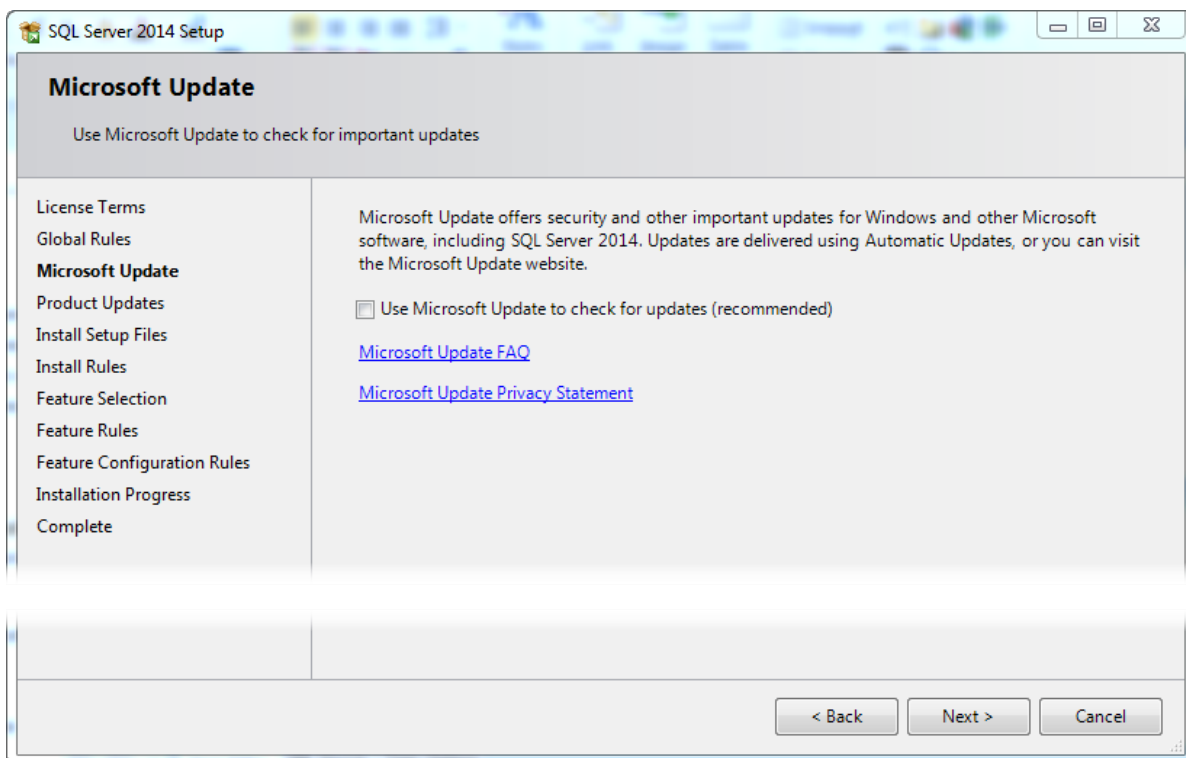 SQL Server 2014 Setup
Microsoft Update
Use Microsoft Update to check for important updates
License Terms
Global Rules
Microsoft Update
Product Updates
Install Setup Files
Install Rules
Feature Selection
Feature Rules
Feature Configuration Rules
Installation Progress
Complete
Microsoft Update offers security and other important updates for Windows and other Microsoft
software, including SQL Server 2014. Updates are delivered using Automatic Updates, or you can visit
the Microsoft Update website.
Use Microsoft Update to check for updates (recommended)
Microsoft Update FAQ
Microsoft Update Privacy Statement
< Back
Next >
Cancel